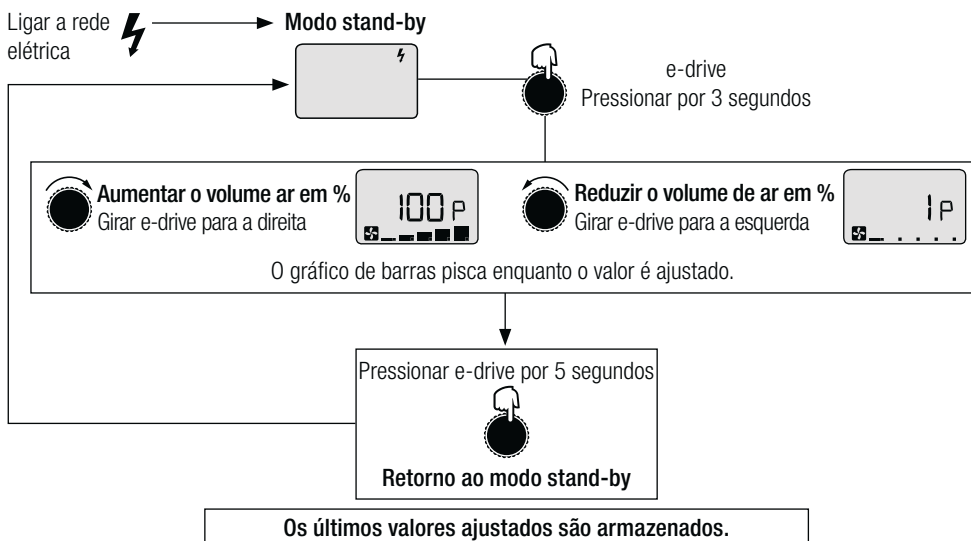 Ligar a rede
elétrica
Modo stand-by
e-drive
Pressionar por 3 segundos
Aumentar o volume ar em %
Girar e-drive para a direita
100 P
Reduzir o volume de ar em %
Girar e-drive para a esquerda
1 P
O gráfico de barras pisca enquanto o valor é ajustado.
Pressionar e-drive por 5 segundos
Retorno ao modo stand-by
Os últimos valores ajustados são armazenados.